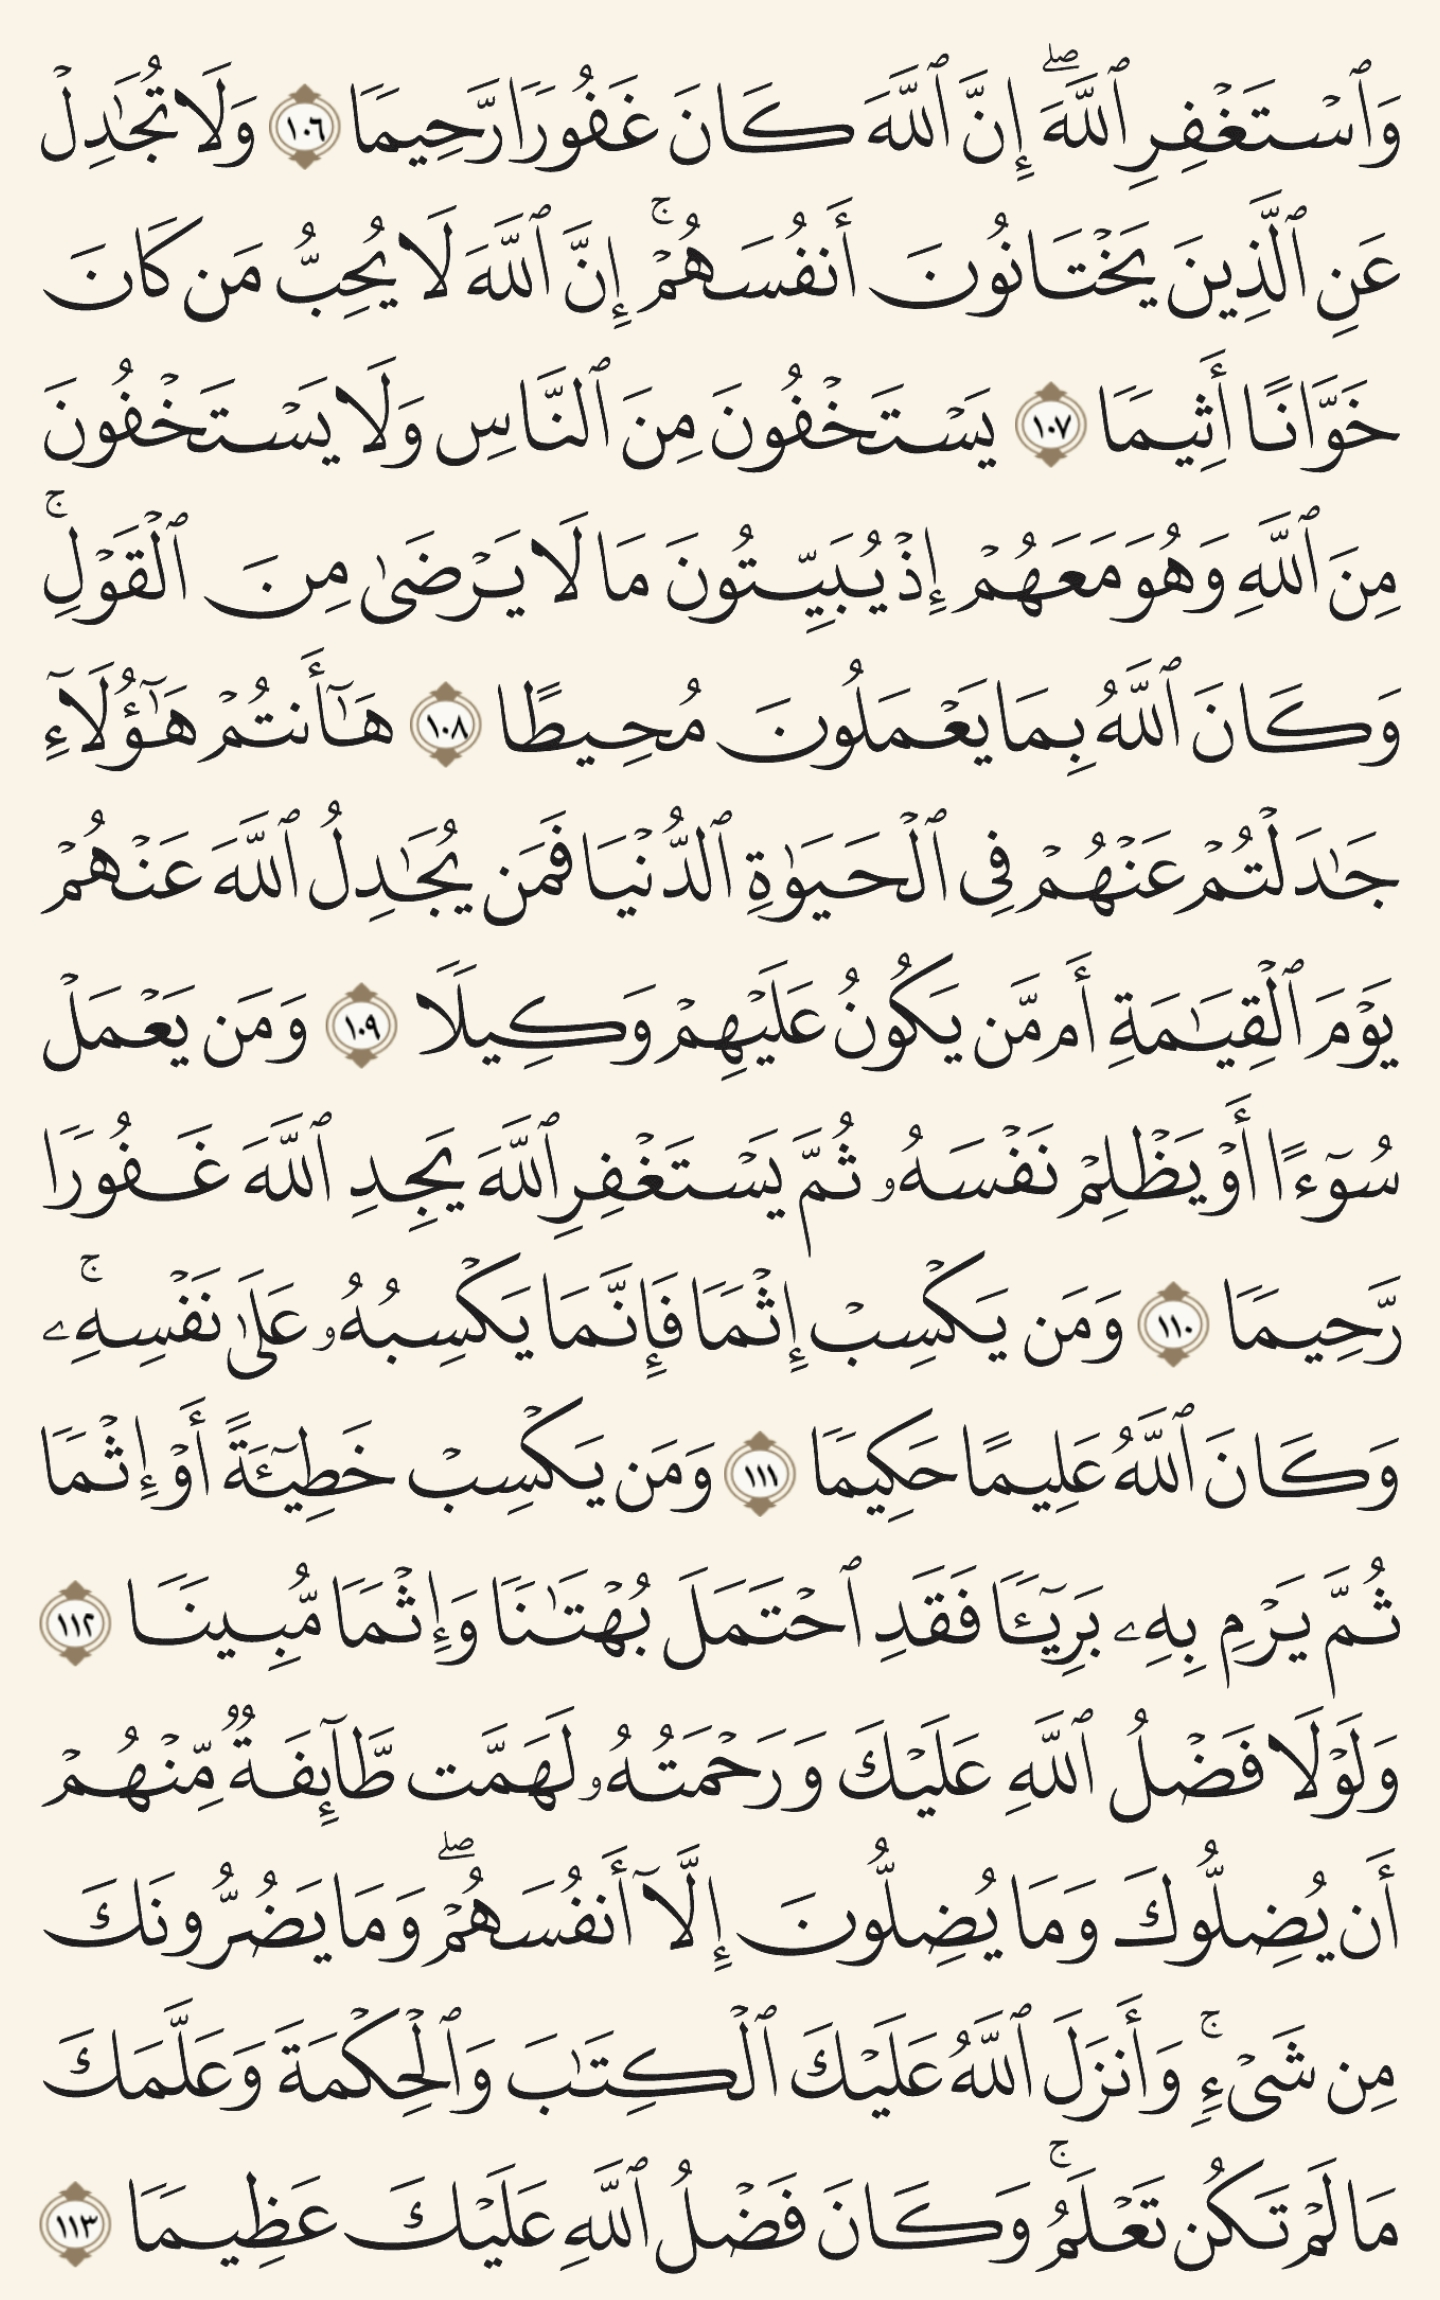 وَٱسْتَغْفِرِ ٱللَّهَ ۖ إِنَّ ٱللَّهَ كَانَ غَفُورًا رَّحِيمًا ١٠٦ وَلَا تُجَٰدِلْ
عَنِ ٱلَّذِينَ يَخْتَانُونَ أَنفُسَهُمْ ۚ إِنَّ ٱللَّهَ لَا يُحِبُّ مَن كَانَ
خَوَّانًا أَثِيمًا ١٠٧ يَسْتَخْفُونَ مِنَ ٱلنَّاسِ وَلَا يَسْتَخْفُونَ
مِنَ ٱللَّهِ وَهُوَ مَعَهُمْ إِذْ يُبَيِّتُونَ مَا لَا يَرْضَىٰ مِنَ ٱلْقَوْلِ ۚ
وَكَانَ ٱللَّهُ بِمَا يَعْمَلُونَ مُحِيطًا ١٠٨ هَٰٓأَنتُمْ هَٰٓؤُلَآءِ
جَٰدَلْتُمْ عَنْهُمْ فِى ٱلْحَيَوٰةِ ٱلدُّنْيَا فَمَن يُجَٰدِلُ ٱللَّهَ عَنْهُمْ
يَوْمَ ٱلْقِيَٰمَةِ أَم مَّن يَكُونُ عَلَيْهِمْ وَكِيلًا ١٠٩ وَمَن يَعْمَلْ
سُوٓءًا أَوْ يَظْلِمْ نَفْسَهُۥ ثُمَّ يَسْتَغْفِرِ ٱللَّهَ يَجِدِ ٱللَّهَ غَفُورًا
رَّحِيمًا ١١٠ وَمَن يَكْسِبْ إِثْمًا فَإِنَّمَا يَكْسِبُهُۥ عَلَىٰ نَفْسِهِۦ ۚ
وَكَانَ ٱللَّهُ عَلِيمًا حَكِيمًا ١١١ وَمَن يَكْسِبْ خَطِيٓـَٔةً أَوْ إِثْمًا
ثُمَّ يَرْمِ بِهِۦ بَرِيٓـًٔا فَقَدِ ٱحْتَمَلَ بُهْتَٰنًا وَإِثْمًا مُّبِينًا ١١٢
وَلَوْلَا فَضْلُ ٱللَّهِ عَلَيْكَ وَرَحْمَتُهُۥ لَهَمَّت طَّآئِفَةٌ مِّنْهُمْ
أَن يُضِلُّوكَ وَمَا يُضِلُّونَ إِلَّآ أَنفُسَهُمْ ۖ وَمَا يَضُرُّونَكَ
مِن شَىْءٍ ۚ وَأَنزَلَ ٱللَّهُ عَلَيْكَ ٱلْكِتَٰبَ وَٱلْحِكْمَةَ وَعَلَّمَكَ
مَا لَمْ تَكُن تَعْلَمُ ۚ وَكَانَ فَضْلُ ٱللَّهِ عَلَيْكَ عَظِيمًا ١١٣